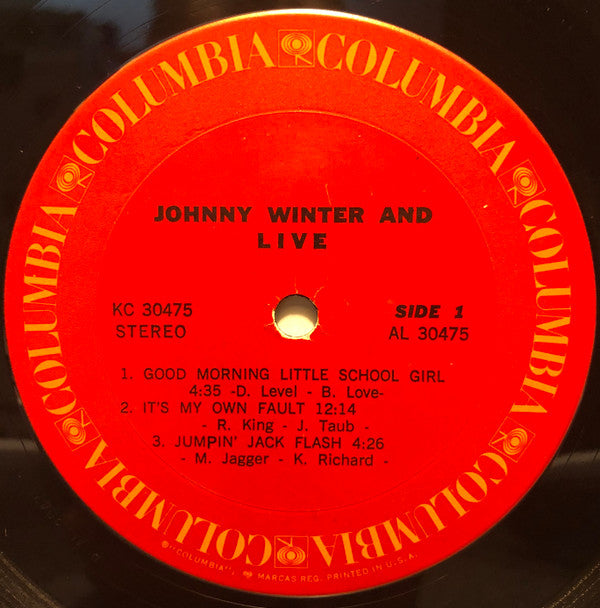 COLUMBIA COLUMBIA COLUMBIA COLUMBIA COLUMBIA COLUMBIA
JOHNNY WINTER AND
LIVE
KC 30475
STEREO
SIDE 1
AL 30475
1. GOOD MORNING LITTLE SCHOOL GIRL
4:35 -D. Level - B. Love-
2. IT'S MY OWN FAULT 12:14
- R. King - J. Taub -
3. JUMPIN' JACK FLASH 4:26
- M. Jagger - K. Richard -
"COLUMBIA", MARCAS REG. PRINTED IN U.S.A.